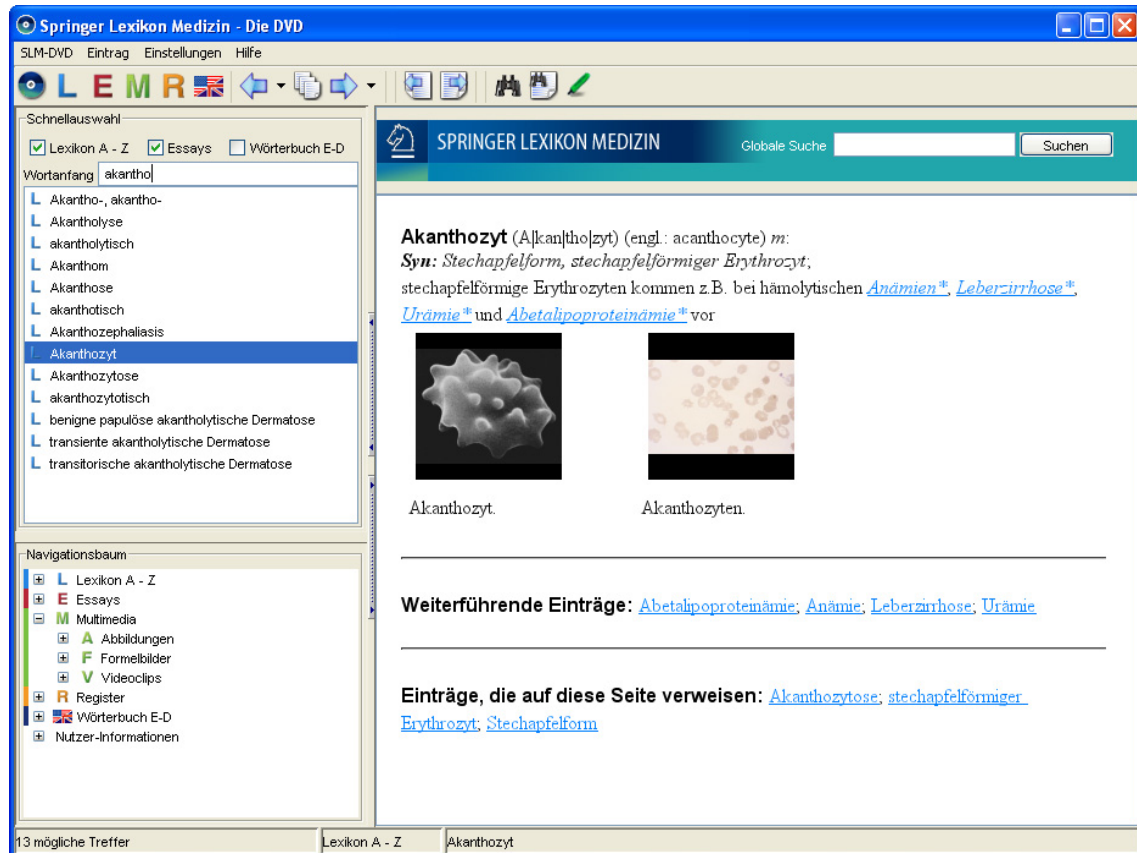 Springer Lexikon Medizin - Die DVD
SLM-DVD Eintrag Einstellungen Hilfe
L E M R
Schnellauswahl
Lexikon A - Z Essays Wörterbuch E-D
Wortanfang akantho
L Akantho-, akantho-
L Akantholyse
L akantholytisch
L Akanthom
L Akanthose
L akanthotisch
L Akanthozephaliasis
L Akanthozyt
L Akanthozytose
L akanthozytotisch
L benigne papulöse akantholytische Dermatose
L transiente akantholytische Dermatose
L transitorische akantholytische Dermatose
Navigationsbaum
L Lexikon A - Z
E Essays
M Multimedia
A Abbildungen
F Formelbilder
V Videoclips
R Register
Wörterbuch E-D
Nutzer-Informationen
SPRINGER LEXIKON MEDIZIN Globale Suche Suchen
Akanthozyt (A|kan|tho|zyt) (engl.: acanthocyte) m:
Syn: Stechapfelform, stechapfelförmiger Erythrozyt;
stechapfelförmige Erythrozyten kommen z.B. bei hämolytischen Anämien*, Leberzirrhose*,
Urämie* und Abetalipoproteinämie* vor
Akanthozyt. Akanthozyten.
Weiterführende Einträge: Abetalipoproteinämie; Anämie; Leberzirrhose; Urämie
Einträge, die auf diese Seite verweisen: Akanthozytose; stechapfelförmiger
Erythrozyt; Stechapfelform
13 mögliche Treffer Lexikon A - Z Akanthozyt